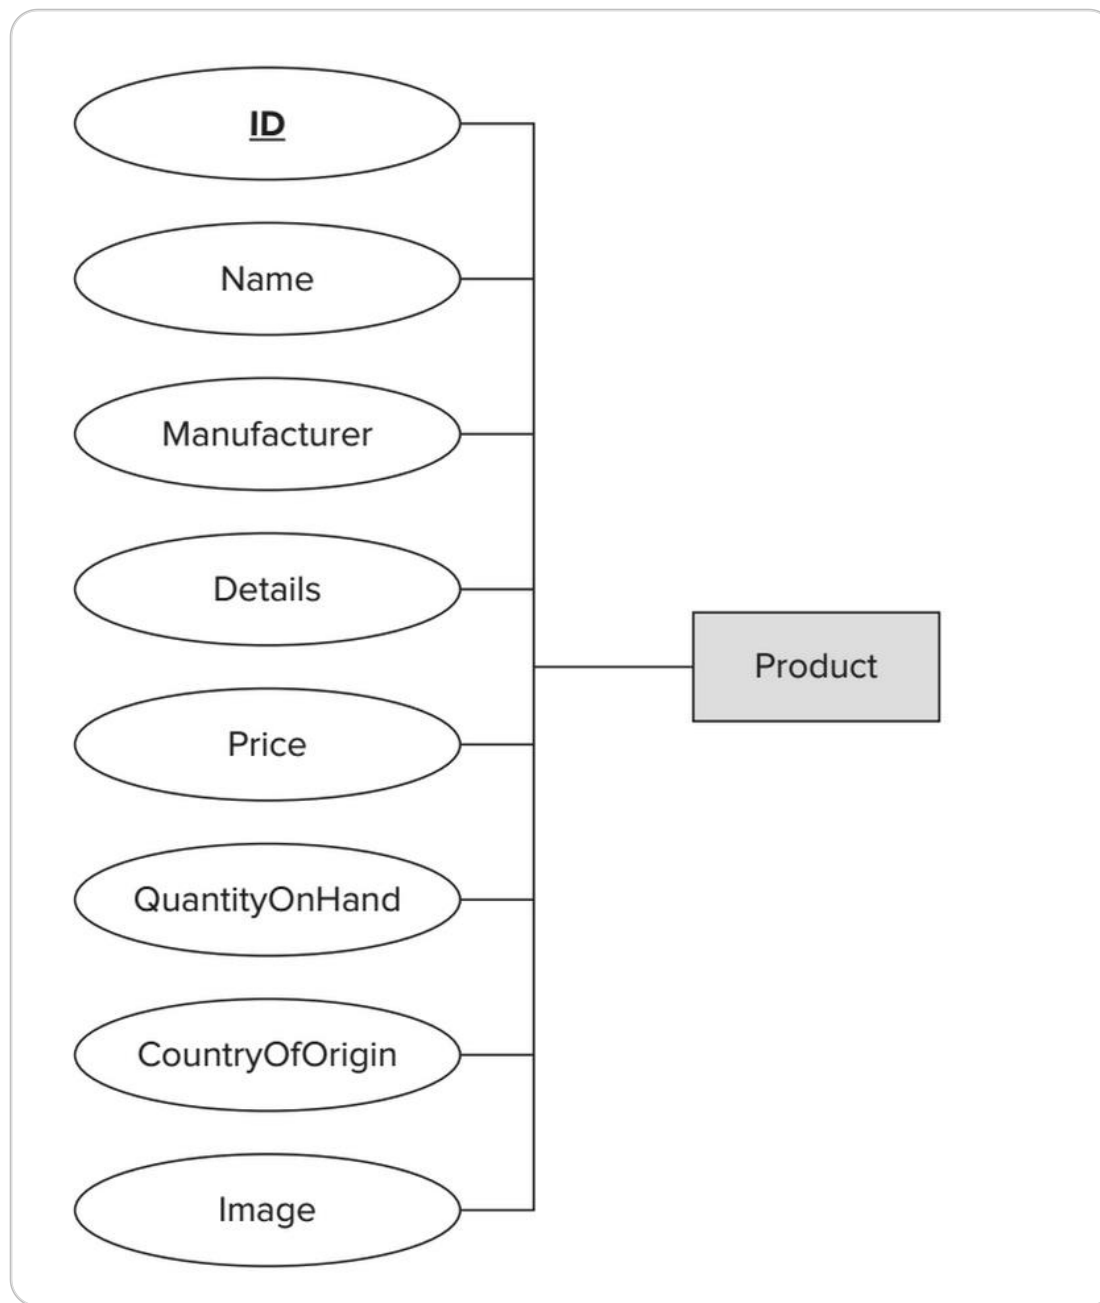 ID
Name
Manufacturer
Details
Product
Price
QuantityOnHand
CountryOfOrigin
Image